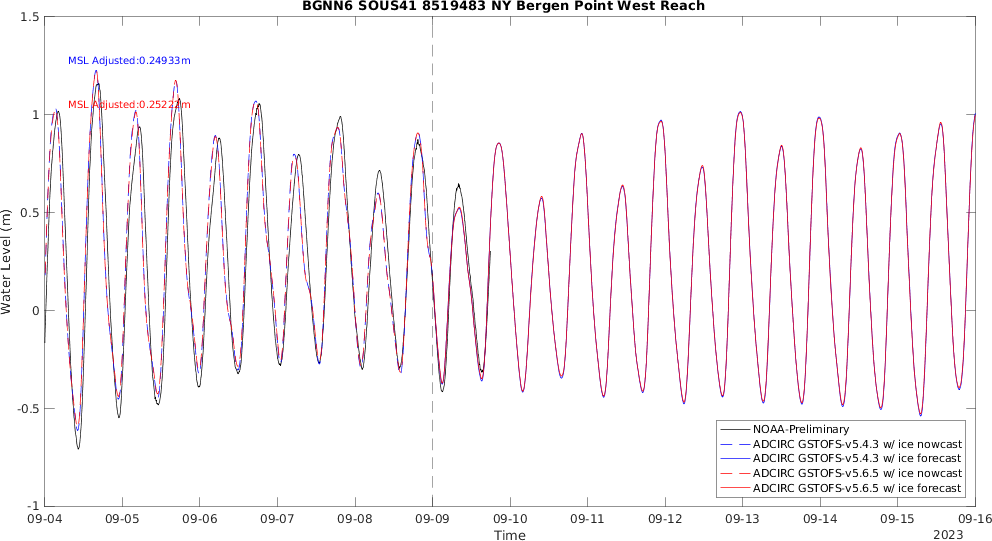 BGNN6 SOUS41 8519483 NY Bergen Point West Reach
1.5
MSL Adjusted:0.24933m
MSL Adjusted:0.25222m
1
0.5
0
-0.5
-1
Water Level (m)
NOAA-Preliminary
ADCIRC GSTOFS-v5.4.3 w/ ice nowcast
ADCIRC GSTOFS-v5.4.3 w/ ice forecast
ADCIRC GSTOFS-v5.6.5 w/ ice nowcast
ADCIRC GSTOFS-v5.6.5 w/ ice forecast
09-04 09-05 09-06 09-07 09-08 09-09 09-10 09-11 09-12 09-13 09-14 09-15 09-16
Time
2023